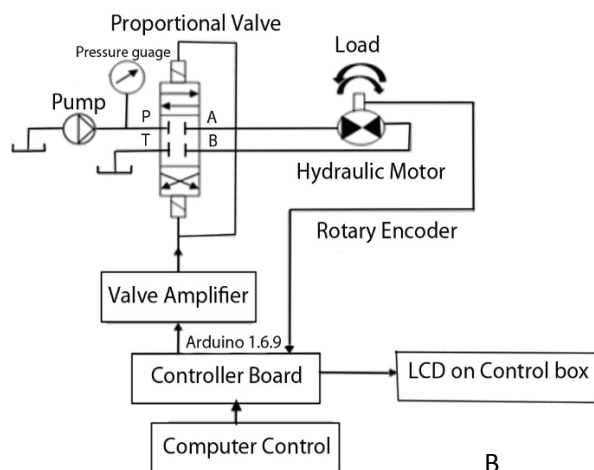 Proportional Valve
Pressure guage
Load
Pump
P
A
T
B
Hydraulic Motor
Rotary Encoder
Valve Amplifier
Arduino 1.6.9
Controller Board
LCD on Control box
Computer Control
B